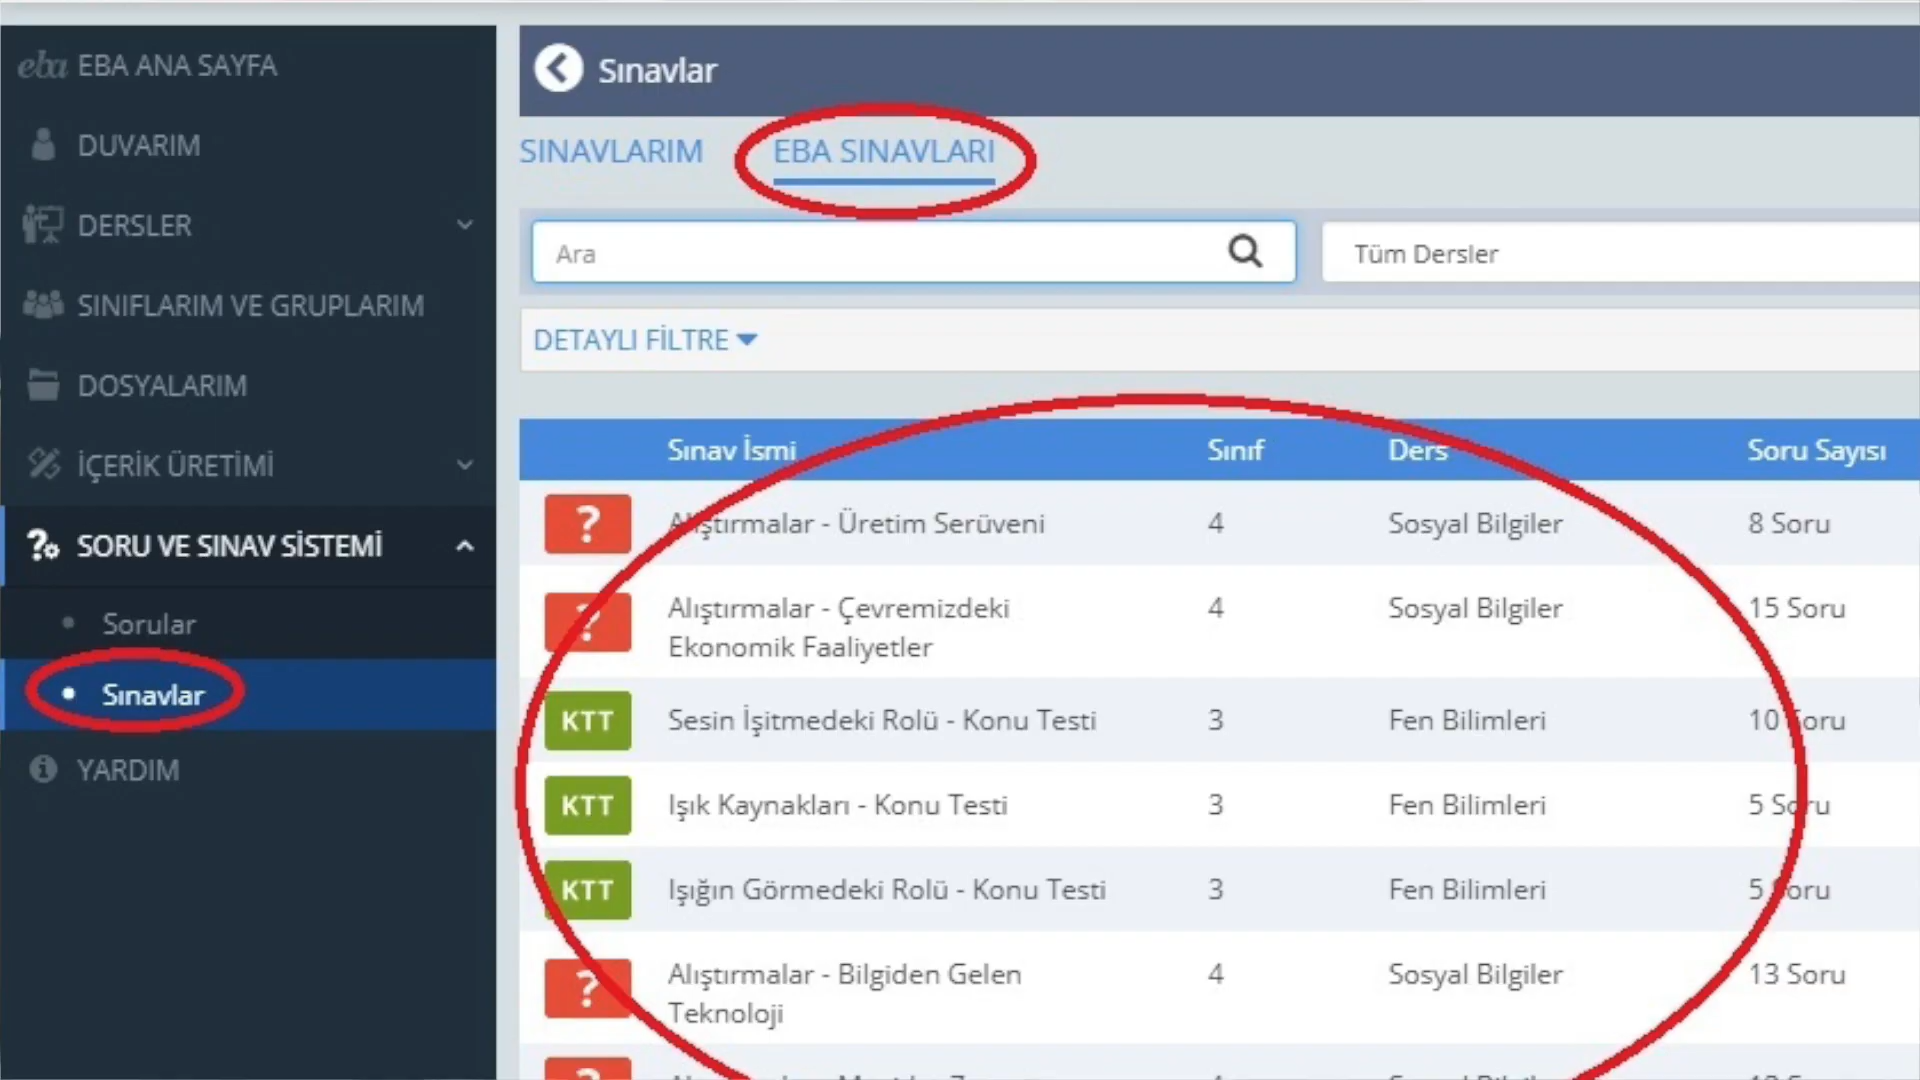 eba EBA ANA SAYFA
DUVARIM
DERSLER
SINIFLARIM VE GRUPLARIM
DOSYALARIM
İÇERİK ÜRETİMİ
SORU VE SINAV SİSTEMİ
Sorular
Sınavlar
YARDIM
Sınavlar
SINAVLARIM EBA SINAVLARI
Ara Tüm Dersler
DETAYLI FİLTRE
Sınav İsmi Sınıf Ders Soru Sayısı
? Alıştırmalar - Üretim Serüveni 4 Sosyal Bilgiler 8 Soru
? Alıştırmalar - Çevremizdeki 4 Sosyal Bilgiler 15 Soru
Ekonomik Faaliyetler
KTT Sesin İşitmedeki Rolü - Konu Testi 3 Fen Bilimleri 10 Soru
KTT Işık Kaynakları - Konu Testi 3 Fen Bilimleri 5 Soru
KTT Işığın Görmedeki Rolü - Konu Testi 3 Fen Bilimleri 5 Soru
? Alıştırmalar - Bilgiden Gelen 4 Sosyal Bilgiler 13 Soru
Teknoloji
?